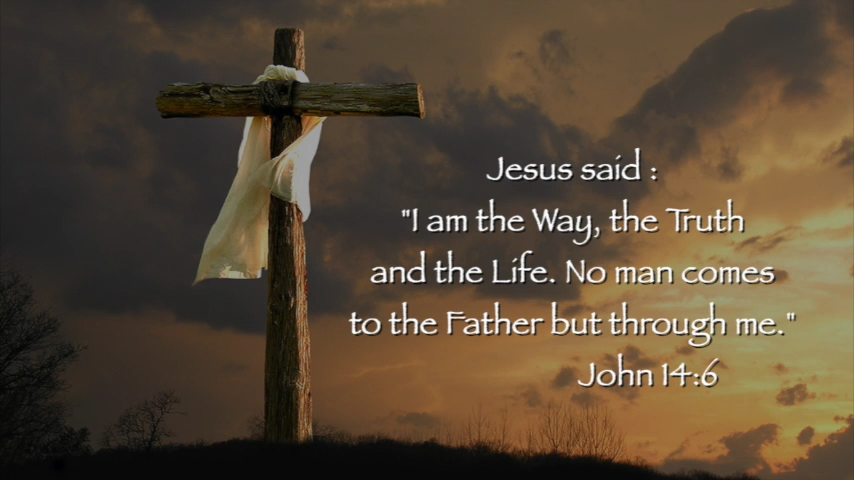 Jesus said :
"I am the Way, the Truth
and the Life. No man comes
to the Father but through me."
John 14:6